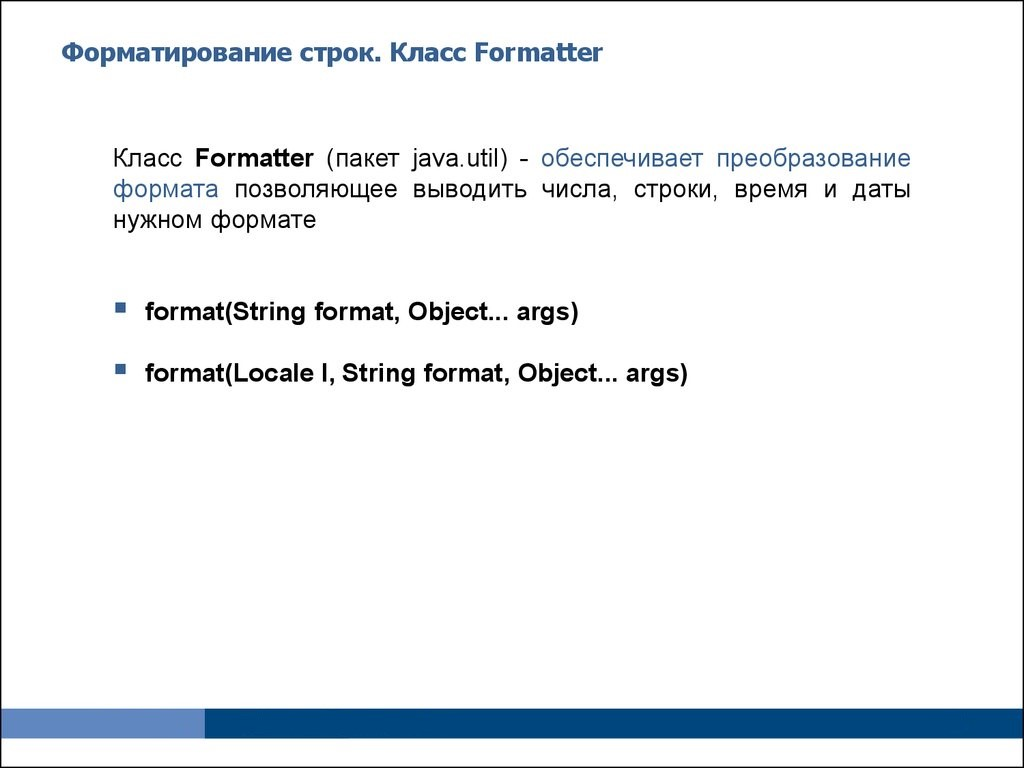 Форматирование строк. Класс Formatter
Класс Formatter (пакет java.util) - обеспечивает преобразование
формата позволяющее выводить числа, строки, время и даты
нужном формате
▪ format(String format, Object... args)
▪ format(Locale l, String format, Object... args)